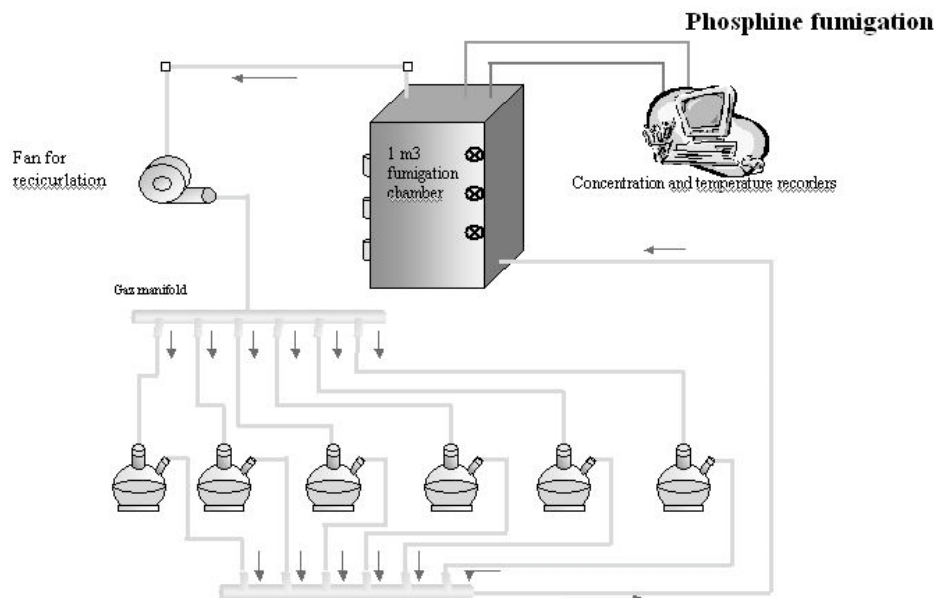 Phosphine fumigation
Fan for
recicurlation
1 m3
fumigation
chamber
Concentration and temperature recorders
Gaz manifold